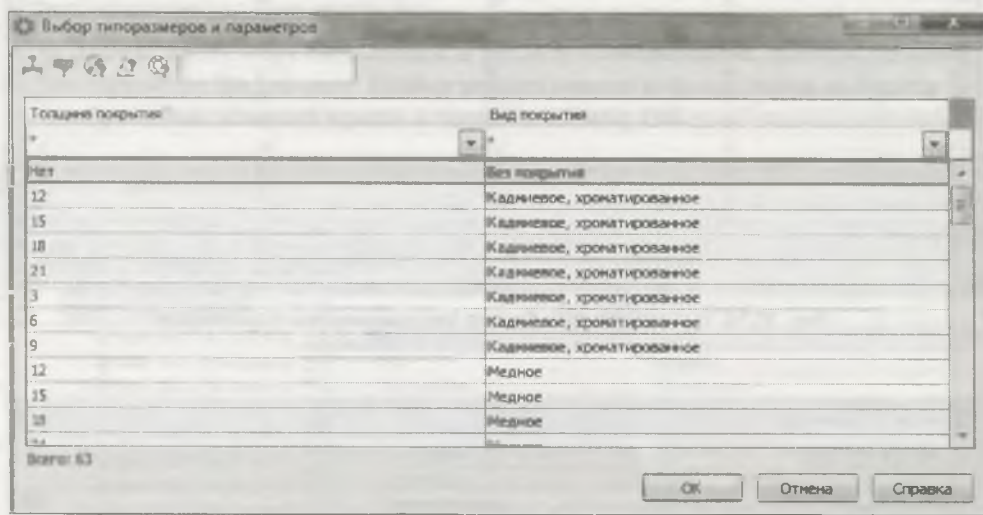 Выбор типоразмеров и параметров
Толщина покрытия Вид покрытия
* *
Нет Без покрытия
12 Кадмиевое, хроматированное
15 Кадмиевое, хроматированное
18 Кадмиевое, хроматированное
21 Кадмиевое, хроматированное
3 Кадмиевое, хроматированное
6 Кадмиевое, хроматированное
9 Кадмиевое, хроматированное
12 Медное
15 Медное
18 Медное
Всего: 63
ОК Отмена Справка